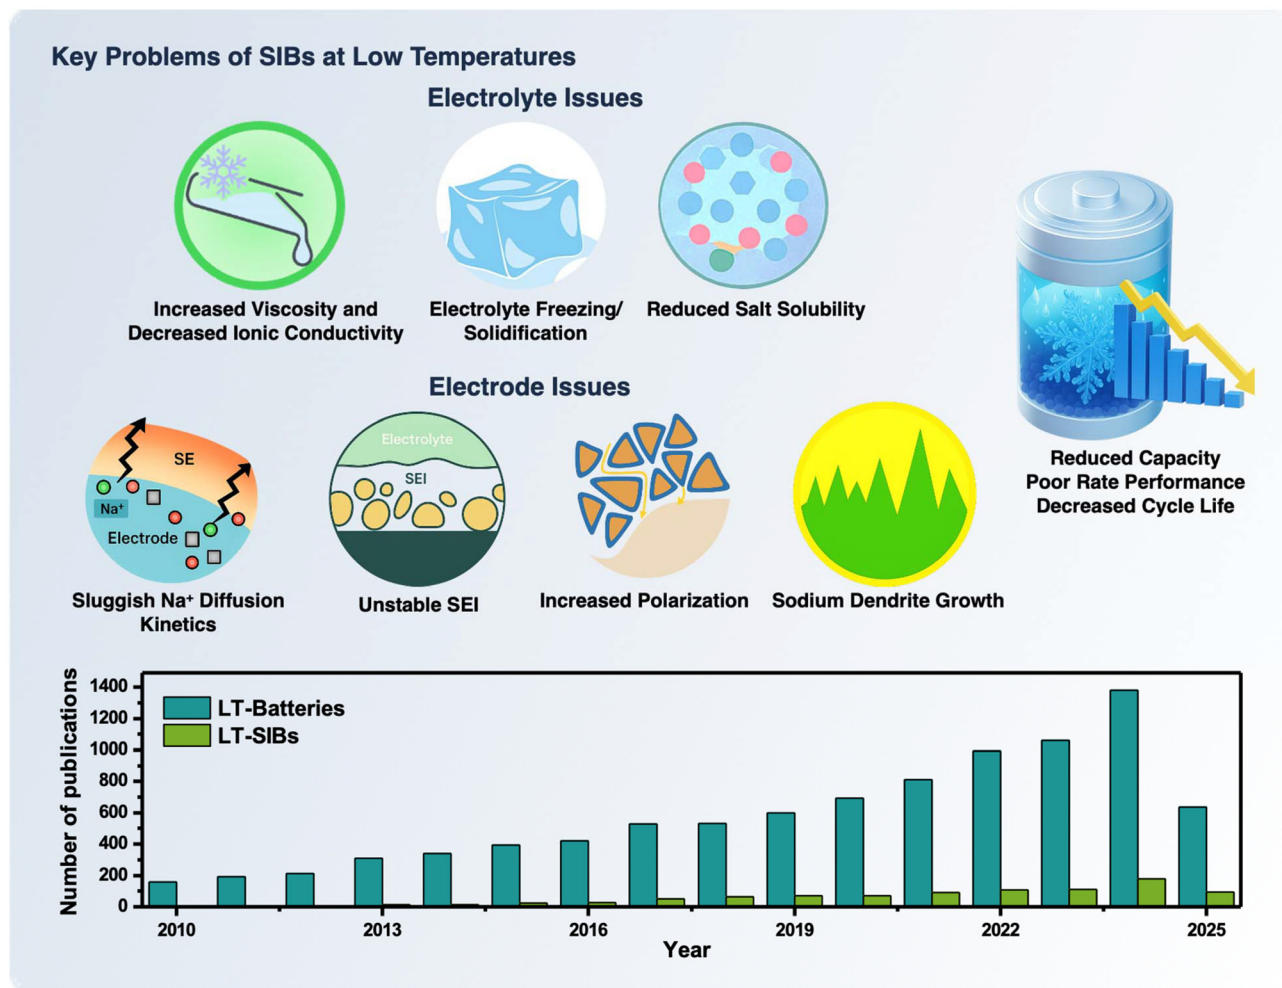 Key Problems of SIBs at Low Temperatures
Electrolyte Issues
Increased Viscosity and
Decreased Ionic Conductivity
Electrolyte Freezing/
Solidification
Reduced Salt Solubility
Electrode Issues
SE
Na⁺
Electrode
Sluggish Na⁺ Diffusion
Kinetics
Electrolyte
SEI
Unstable SEI
Increased Polarization
Sodium Dendrite Growth
Reduced Capacity
Poor Rate Performance
Decreased Cycle Life
Number of publications
1400
1200
1000
800
600
400
200
0
LT-Batteries
LT-SIBs
2010
2013
2016
2019
2022
2025
Year